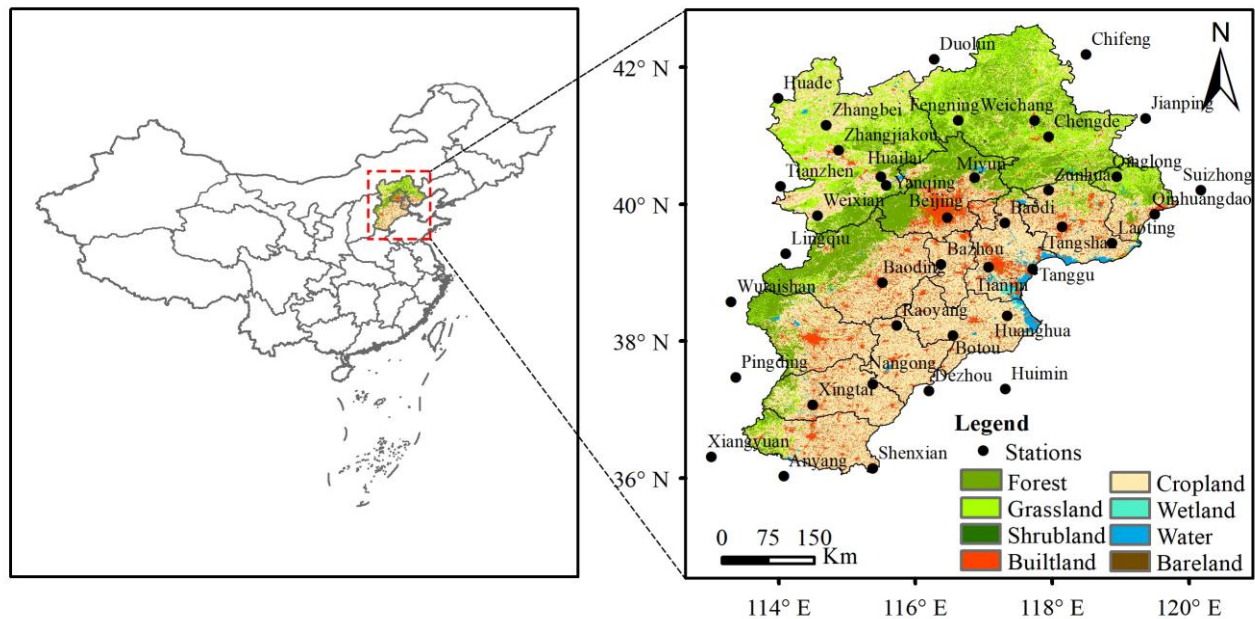 N
42° N
40° N
38° N
36° N
Duolun
Chifeng
Huade
Zhangbei
Fengning
Weichang
Jianping
Chengde
Zhangjiakou
Huailai
Miyun
Qinglong
Tianzhen
Yanqing
Zunhua
Suizhong
Weixian
Beijing
Baodi
Qinhuangdao
Laoting
Lingqiu
Bazhou
Tangshan
Baoding
Tianjin
Tanggu
Wutaishan
Raoyang
Huanghua
Botou
Pingding
Nangong
Dezhou
Huimin
Xingtai
Xiangyuan
Anyang
Shenxian
Legend
Stations
Forest
Cropland
Grassland
Wetland
Shrubland
Water
Builtland
Bareland
0 75 150
Km
114° E 116° E 118° E 120° E